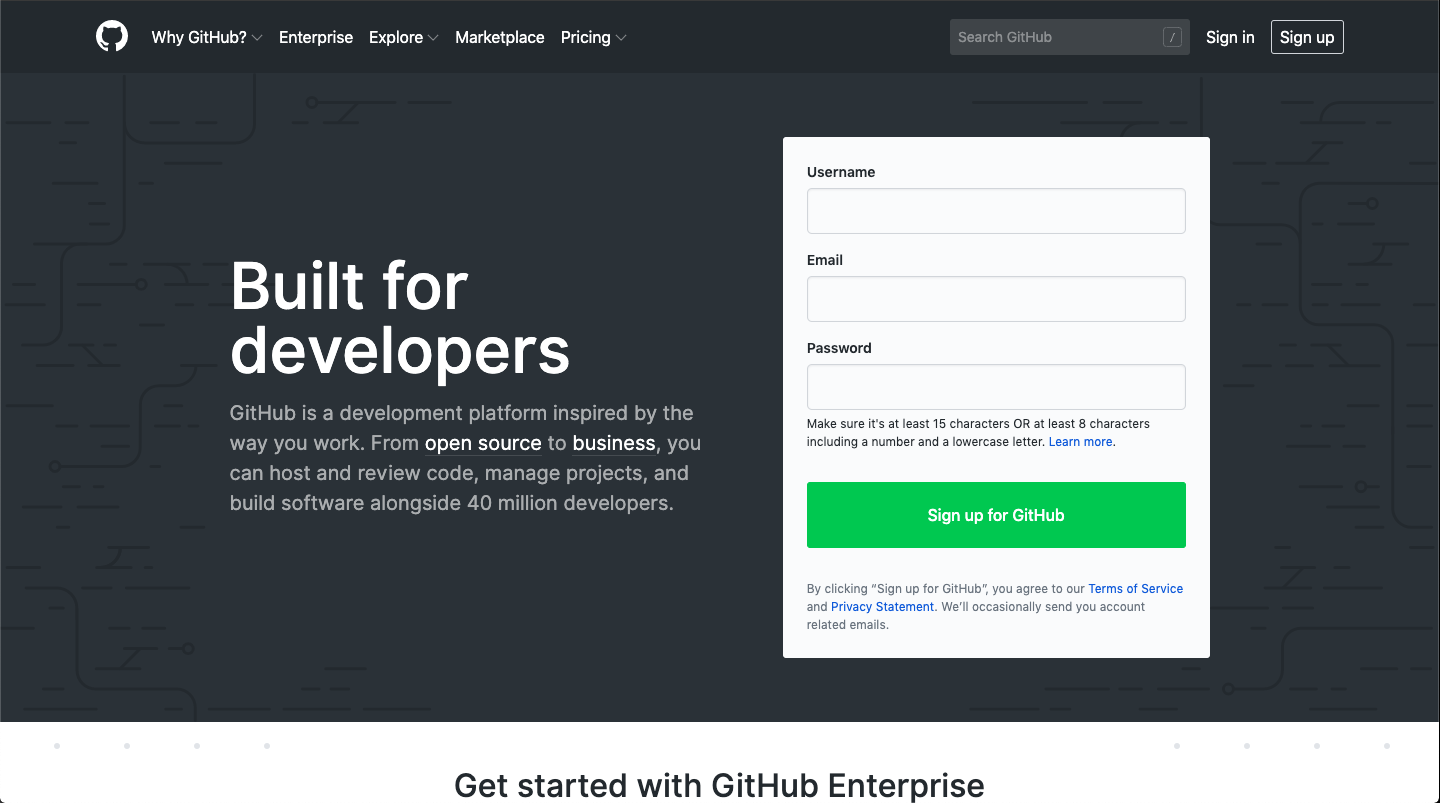 Why GitHub? Enterprise Explore Marketplace Pricing Search GitHub / Sign in Sign up
Built for
developers
GitHub is a development platform inspired by the
way you work. From open source to business, you
can host and review code, manage projects, and
build software alongside 40 million developers.
Username
Email
Password
Make sure it's at least 15 characters OR at least 8 characters
including a number and a lowercase letter. Learn more.
Sign up for GitHub
By clicking “Sign up for GitHub”, you agree to our Terms of Service
and Privacy Statement. We’ll occasionally send you account
related emails.
Get started with GitHub Enterprise